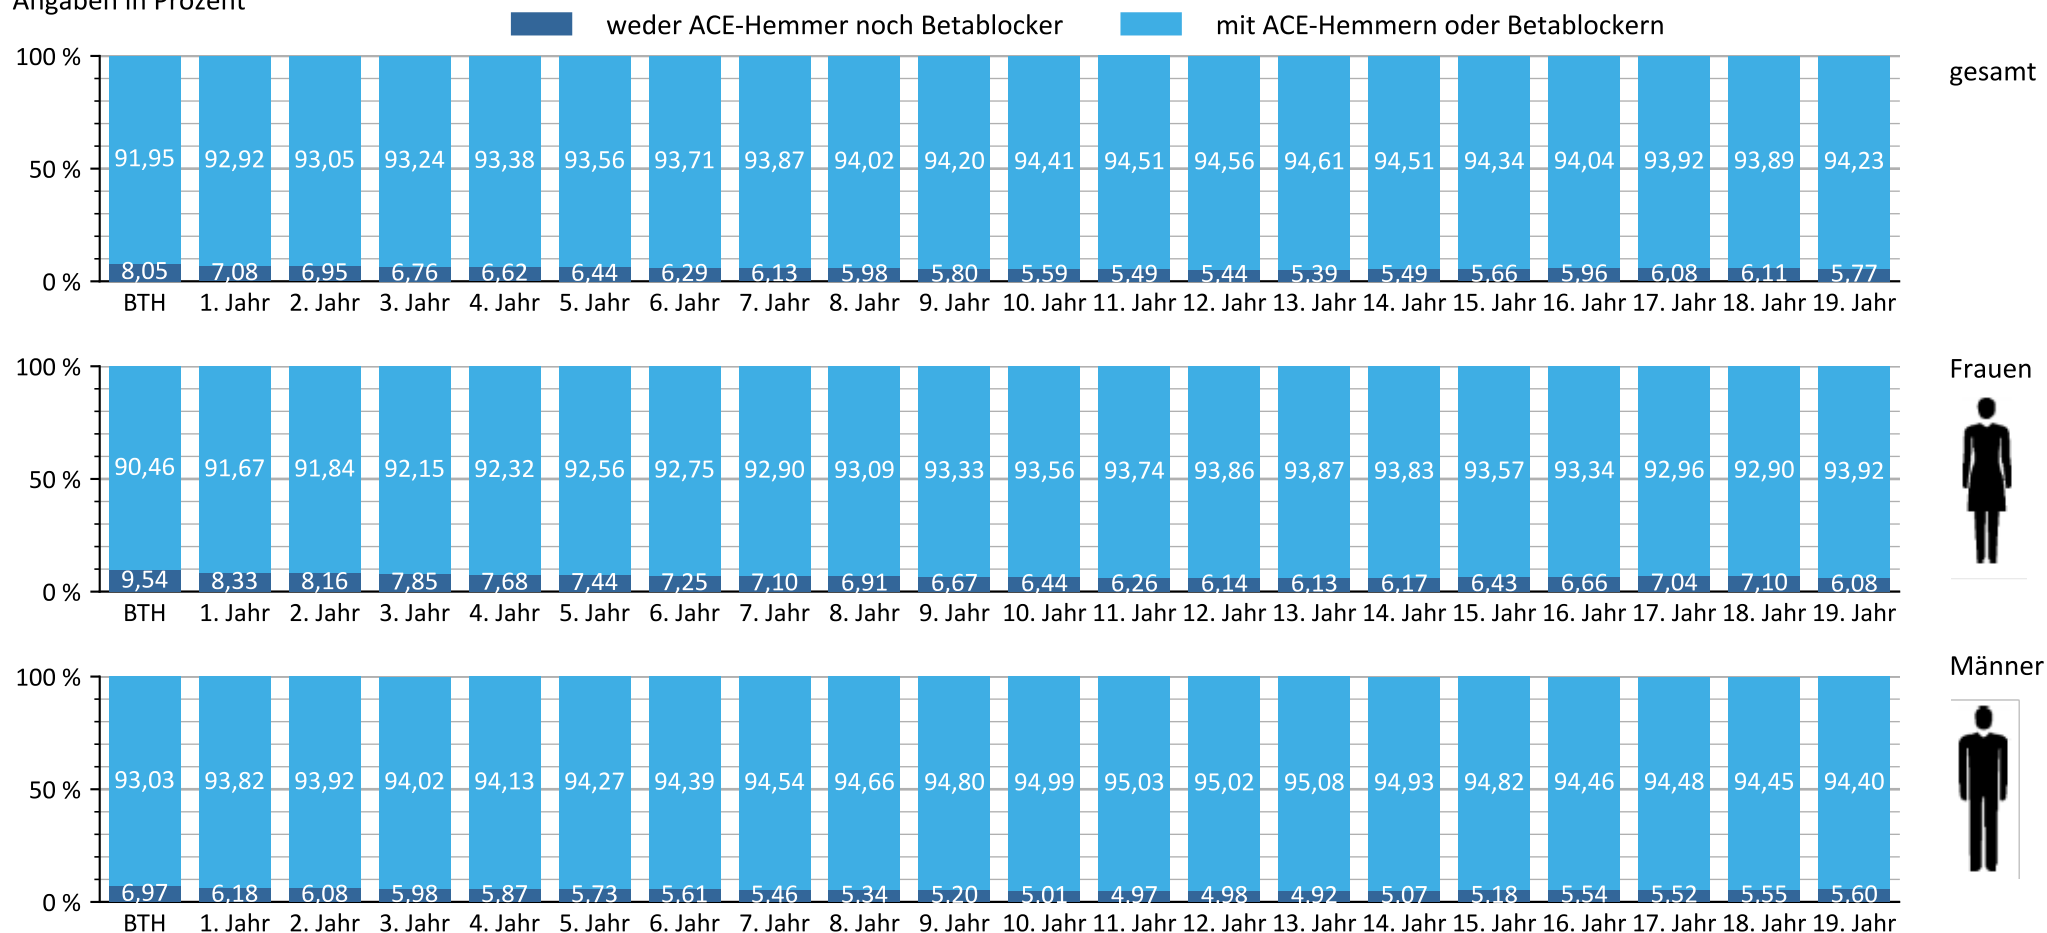 Angaben in Prozent
weder ACE-Hemmer noch Betablocker mit ACE-Hemmern oder Betablockern
gesamt
100 %
91,95 92,92 93,05 93,24 93,38 93,56 93,71 93,87 94,02 94,20 94,41 94,51 94,56 94,61 94,51 94,34 94,04 93,92 93,89 94,23
50 %
8,05 7,08 6,95 6,76 6,62 6,44 6,29 6,13 5,98 5,80 5,59 5,49 5,44 5,39 5,49 5,66 5,96 6,08 6,11 5,77
0 %
BTH 1. Jahr 2. Jahr 3. Jahr 4. Jahr 5. Jahr 6. Jahr 7. Jahr 8. Jahr 9. Jahr 10. Jahr 11. Jahr 12. Jahr 13. Jahr 14. Jahr 15. Jahr 16. Jahr 17. Jahr 18. Jahr 19. Jahr
Frauen
100 %
90,46 91,67 91,84 92,15 92,32 92,56 92,75 92,90 93,09 93,33 93,56 93,74 93,86 93,87 93,83 93,57 93,34 92,96 92,90 93,92
50 %
9,54 8,33 8,16 7,85 7,68 7,44 7,25 7,10 6,91 6,67 6,44 6,26 6,14 6,13 6,17 6,43 6,66 7,04 7,10 6,08
0 %
BTH 1. Jahr 2. Jahr 3. Jahr 4. Jahr 5. Jahr 6. Jahr 7. Jahr 8. Jahr 9. Jahr 10. Jahr 11. Jahr 12. Jahr 13. Jahr 14. Jahr 15. Jahr 16. Jahr 17. Jahr 18. Jahr 19. Jahr
Männer
100 %
93,03 93,82 93,92 94,02 94,13 94,27 94,39 94,54 94,66 94,80 94,99 95,03 95,02 95,08 94,93 94,82 94,46 94,48 94,45 94,40
50 %
6,97 6,18 6,08 5,98 5,87 5,73 5,61 5,46 5,34 5,20 5,01 4,97 4,98 4,92 5,07 5,18 5,54 5,52 5,55 5,60
0 %
BTH 1. Jahr 2. Jahr 3. Jahr 4. Jahr 5. Jahr 6. Jahr 7. Jahr 8. Jahr 9. Jahr 10. Jahr 11. Jahr 12. Jahr 13. Jahr 14. Jahr 15. Jahr 16. Jahr 17. Jahr 18. Jahr 19. Jahr